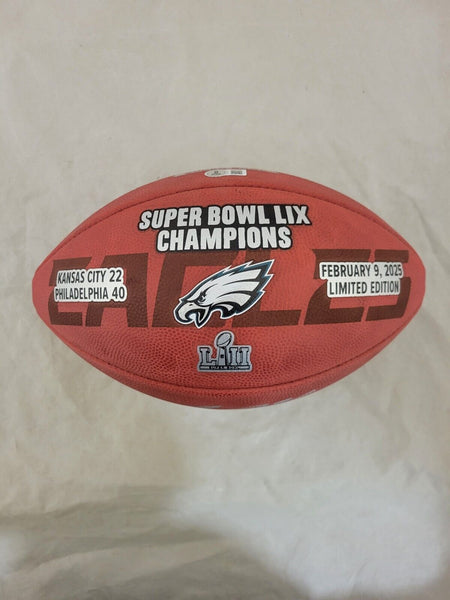 SUPER BOWL LIX
CHAMPIONS
EAGLES
KANSAS CITY 22
PHILADELPHIA 40
FEBRUARY 9, 2025
LIMITED EDITION
LII